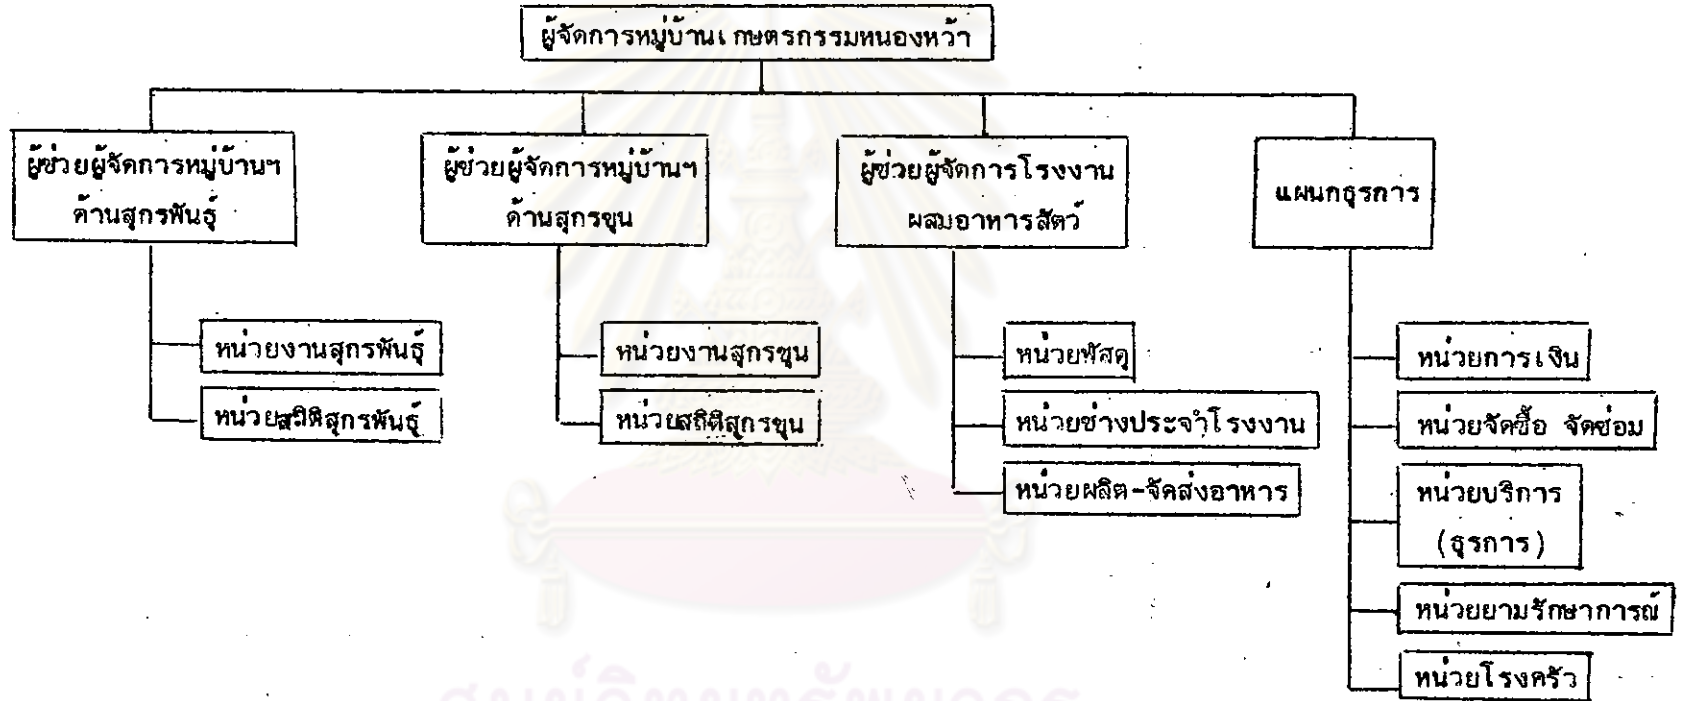 ผู้จัดการหมู่บ้านเกษตรกรรมหนองหว้า
ผู้ช่วยผู้จัดการหมู่บ้านฯ
ด้านสุกรพันธุ์
ผู้ช่วยผู้จัดการหมู่บ้านฯ
ด้านสุกรขุน
ผู้ช่วยผู้จัดการโรงงาน
ผสมอาหารสัตว์
แผนกธุรการ
หน่วยงานสุกรพันธุ์
หน่วยสถิติสุกรพันธุ์
หน่วยงานสุกรขุน
หน่วยสถิติสุกรขุน
หน่วยพัสดุ
หน่วยช่างประจำโรงงาน
หน่วยผลิต-จัดส่งอาหาร
หน่วยการเงิน
หน่วยจัดซื้อ จัดซ่อม
หน่วยบริการ
(ธุรการ)
หน่วยยามรักษาการณ์
หน่วยโรงครัว
ศูนย์วิทยทรัพยากร